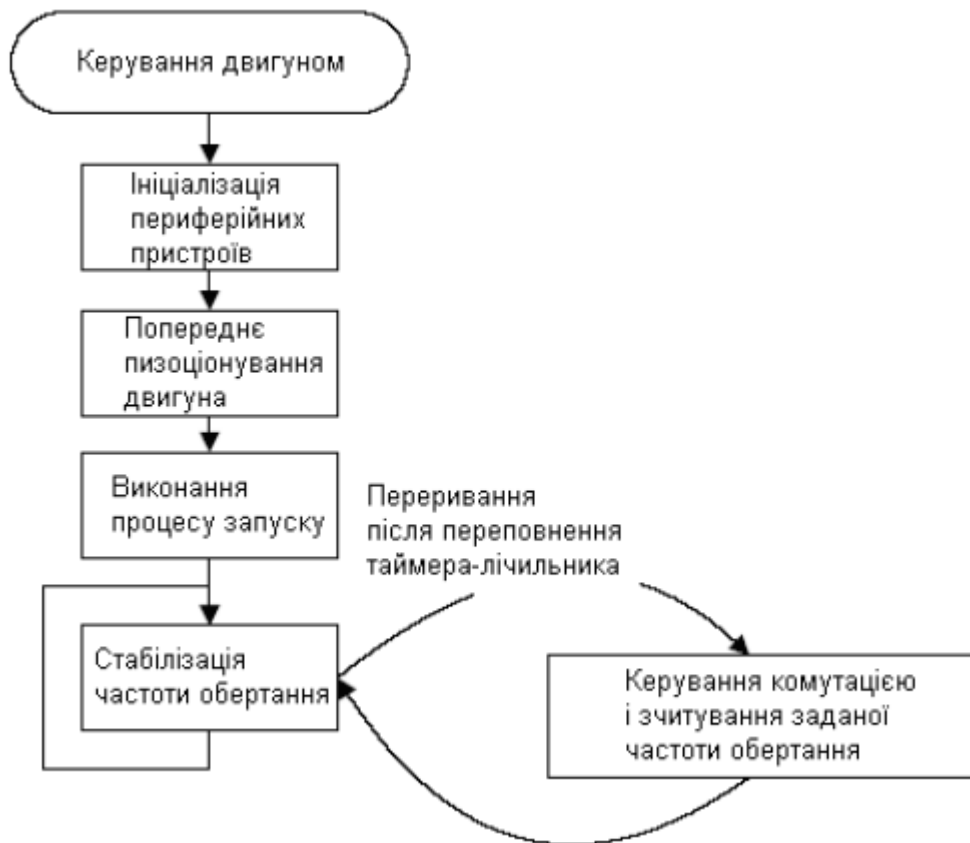 Керування двигуном
Ініціалізація
периферійних
пристроїв
Попереднє
пизоціонування
двигуна
Виконання
процесу запуску
Переривання
після переповнення
таймера-лічильника
Стабілізація
частоти обертання
Керування комутацією
і зчитування заданої
частоти обертання